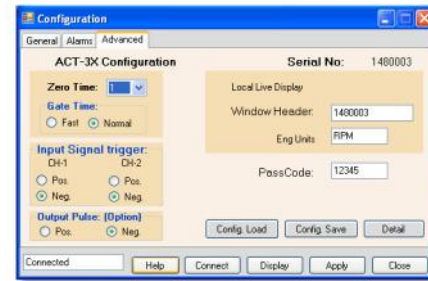 Configuration
General Alarms Advanced
ACT-3X Configuration
Serial No: 1480003
Zero Time: 1
Gate Time:
Fast Normal
Input Signal trigger:
CH-1 CH-2
Pos. Pos.
Neg. Neg.
Output Pulse: (Option)
Pos. Neg.
Local Live Display
Window Header: 1480003
Eng Units RPM
PassCode: 12345
Config. Load Config. Save Detail
Connected Help Connect Display Apply Close